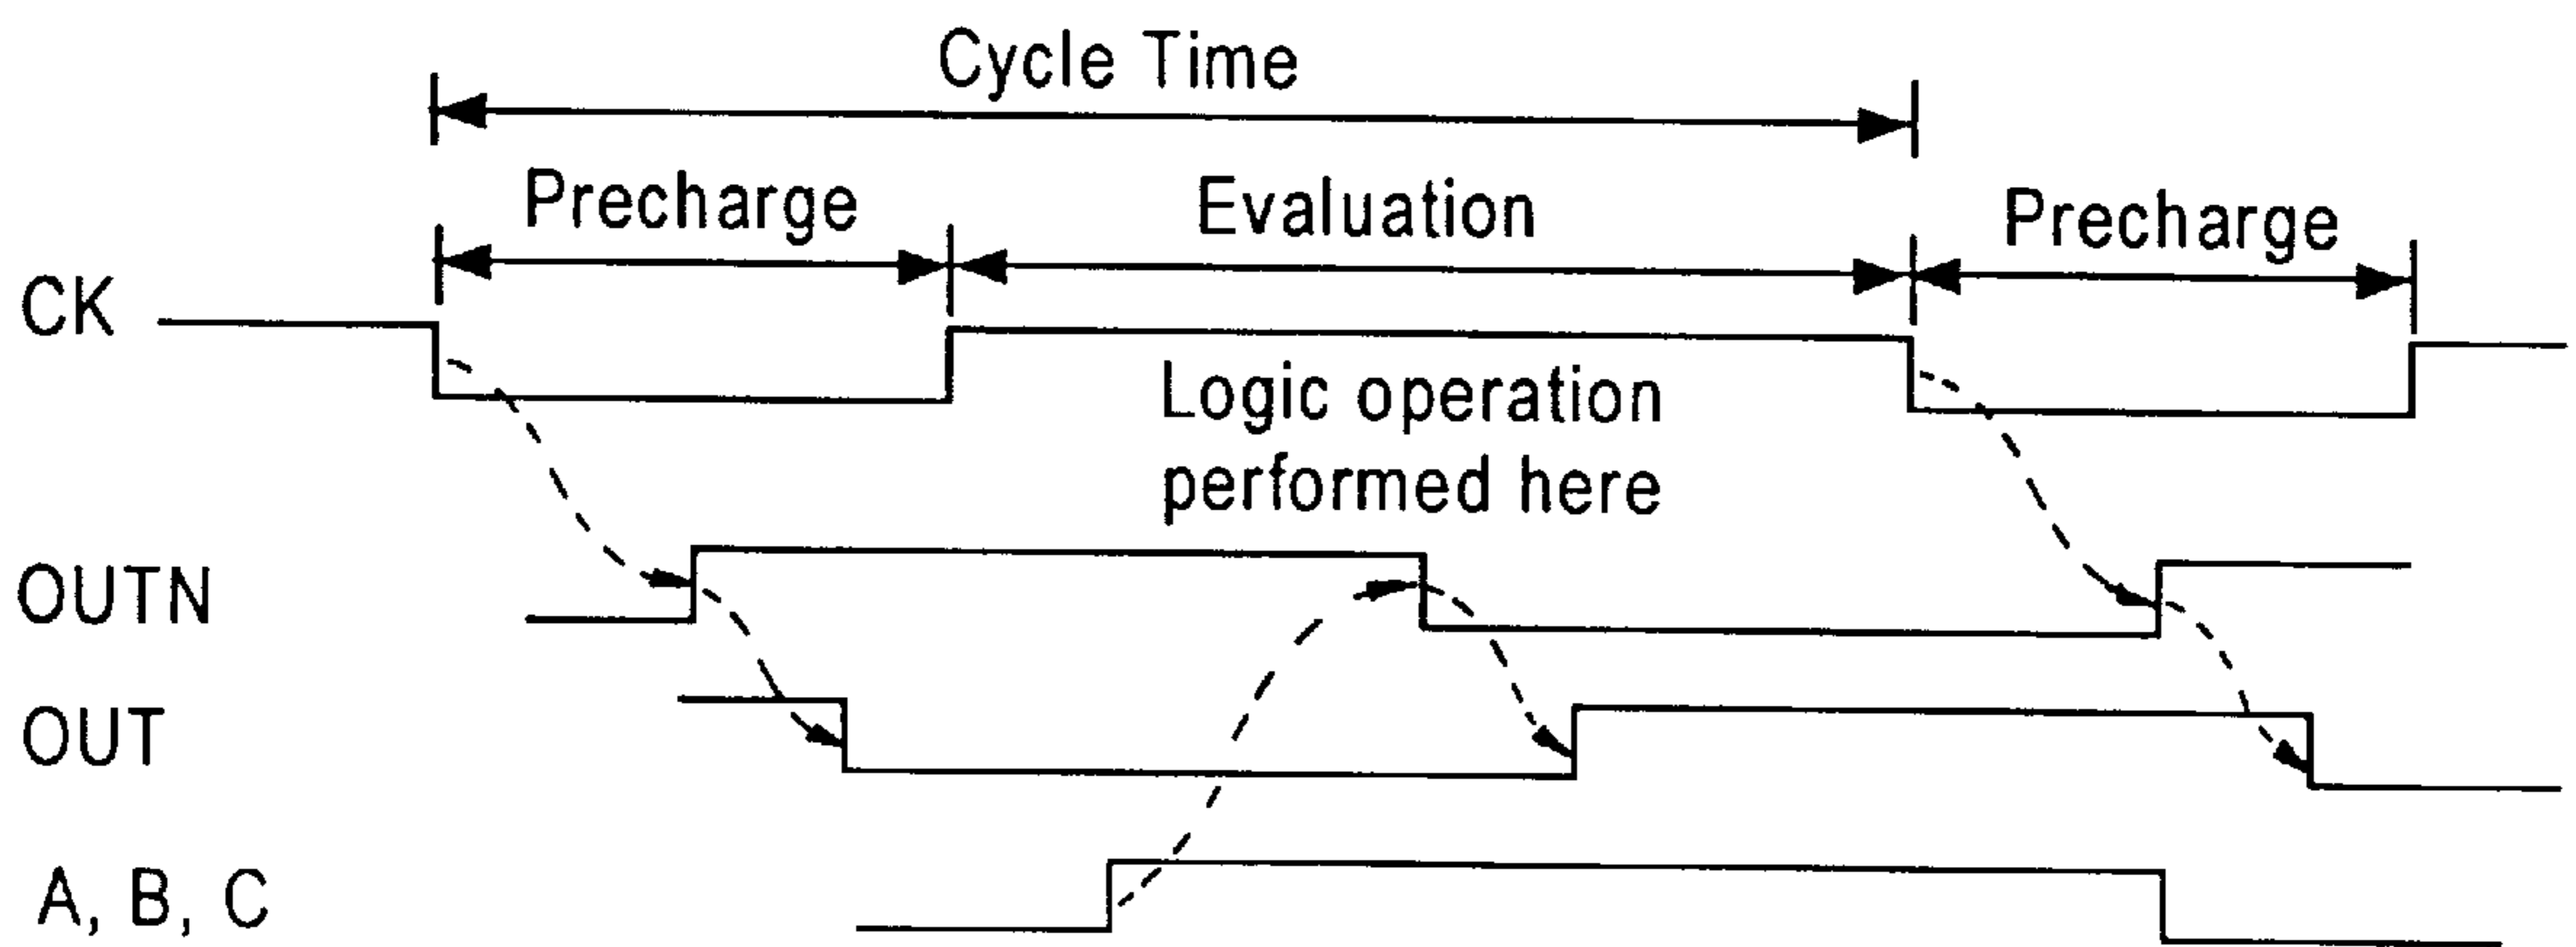 Cycle Time
Precharge
Evaluation
Precharge
CK
Logic operation
performed here
OUTN
OUT
A, B, C